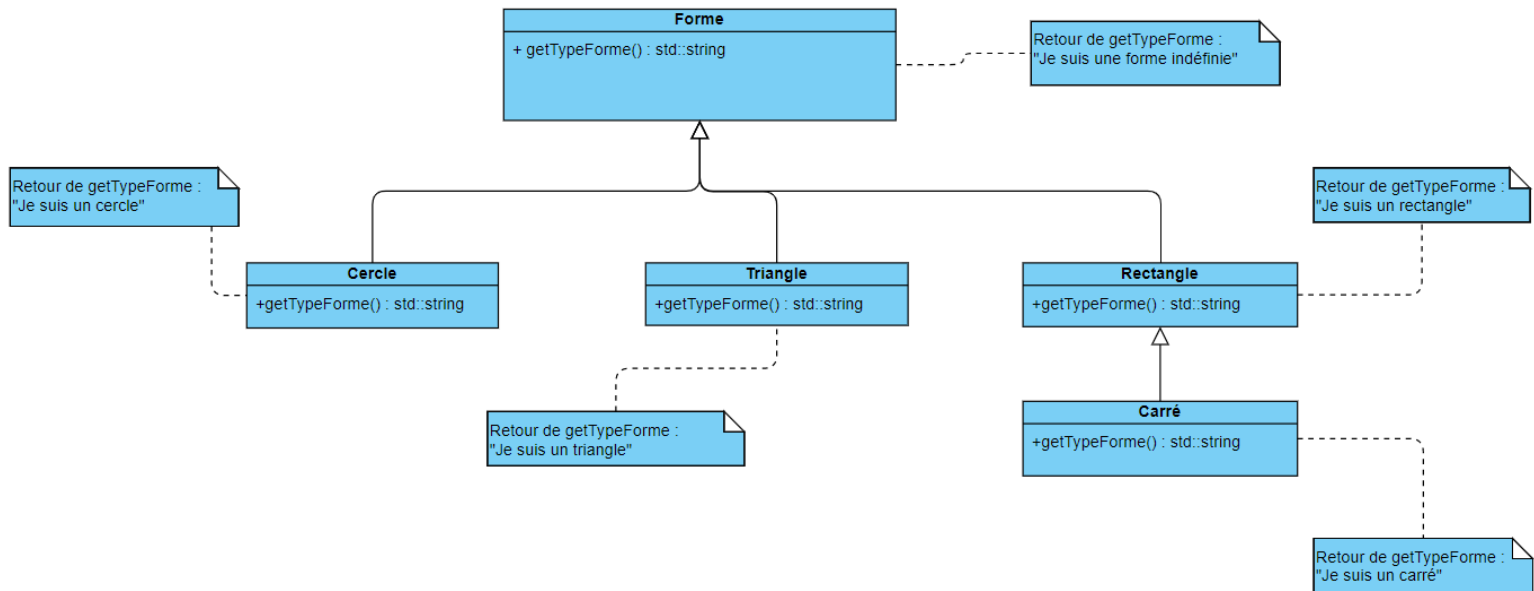 Forme
+ getTypeForme() : std::string
Retour de getTypeForme :
"Je suis une forme indéfinie"
Retour de getTypeForme :
"Je suis un cercle"
Retour de getTypeForme :
"Je suis un rectangle"
Cercle
+getTypeForme() : std::string
Triangle
+getTypeForme() : std::string
Rectangle
+getTypeForme() : std::string
Retour de getTypeForme :
"Je suis un triangle"
Carré
+getTypeForme() : std::string
Retour de getTypeForme :
"Je suis un carré"